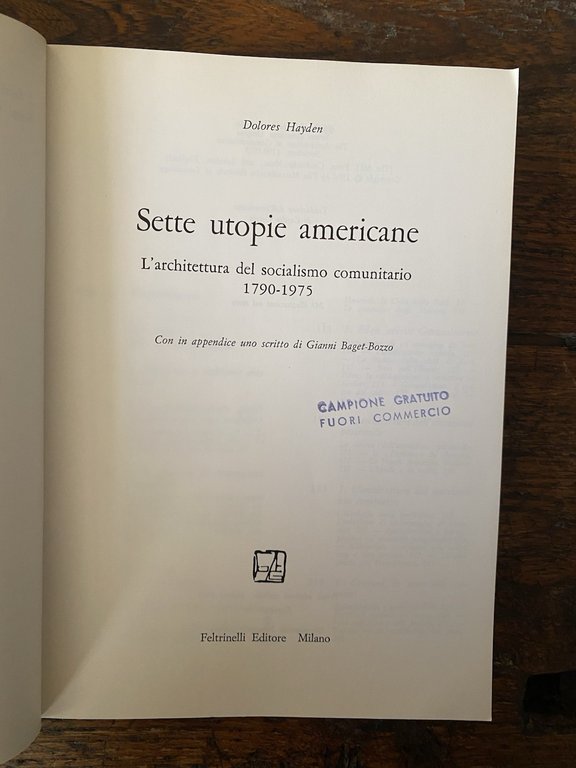 Dolores Hayden
Sette utopie americane
L'architettura del socialismo comunitario
1790-1975
Con in appendice uno scritto di Gianni Baget-Bozzo
CAMPIONE GRATUITO
FUORI COMMERCIO
Feltrinelli Editore Milano